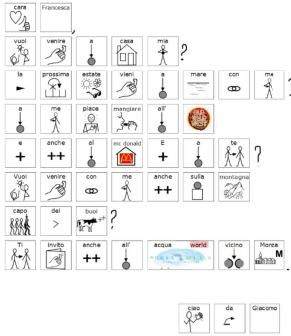 cara Francesca,
vuoi venire a casa mia ?
la prossima estate vieni a mare con me ?
a me piace mangiare all'
e anche al mc donald E a te ?
Vuoi venire con me anche sulla montagne
capo dei buoi ?
Ti invito anche all' acqua world vicino Monza M.
ciao da Giacomo